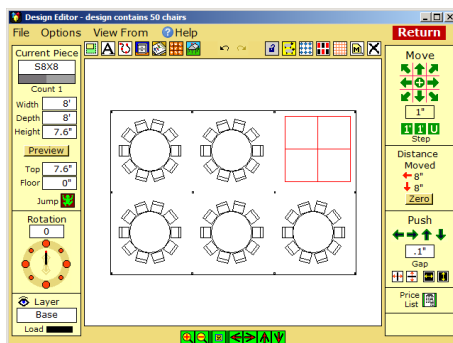 Design Editor - design contains 50 chairs
File Options View From ?Help
Return
Current Piece
S8X8
Count 1
Width 8'
Depth 8'
Height 7.6"
Preview
Top 7.6"
Floor 0"
Jump
Rotation
0
Layer
Base
Load
Move
1"
Step
Distance
Moved
8"
8"
Zero
Push
.1"
Gap
Price
List